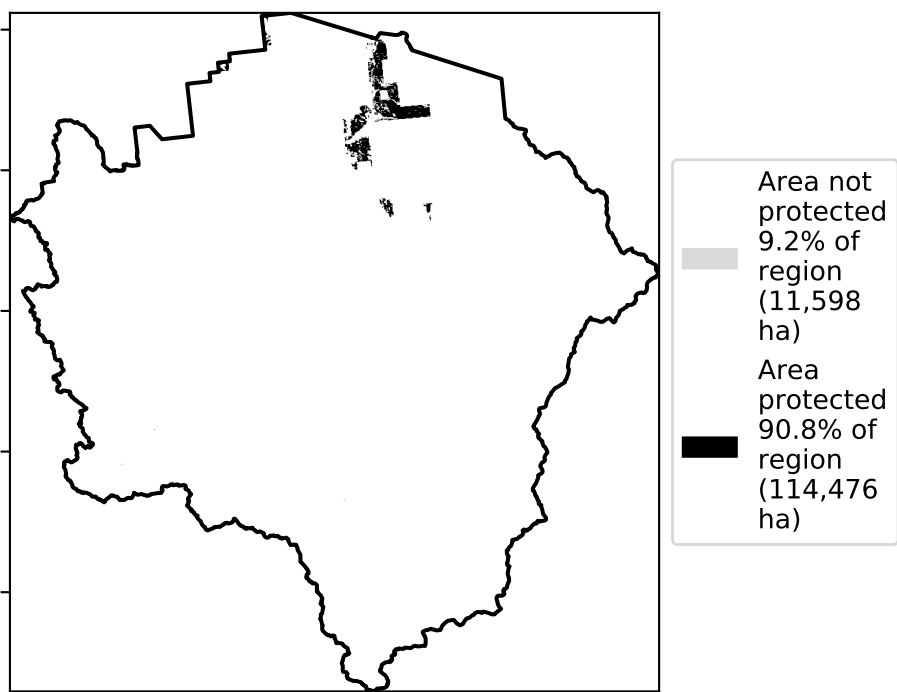 Area not
protected
9.2% of
region
(11,598
ha)
Area
protected
90.8% of
region
(114,476
ha)